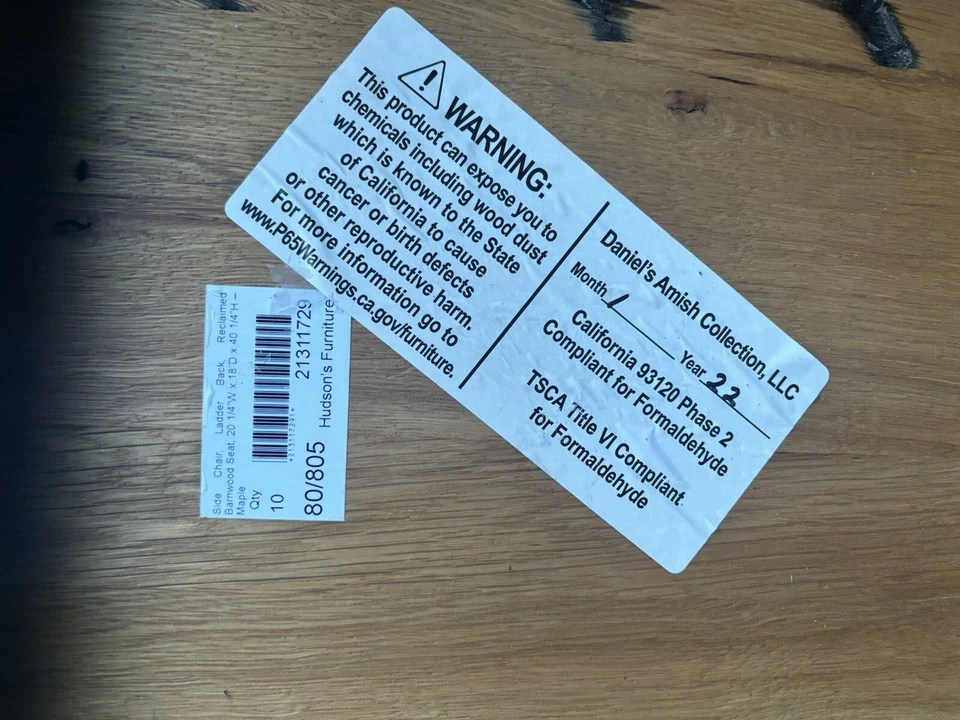 WARNING:
This product can expose you to
chemicals including wood dust
which is known to the State
of California to cause
cancer or birth defects
or other reproductive harm.
For more information go to
www.P65Warnings.ca.gov/furniture.
Daniel's Amish Collection, LLC
Month 1 Year 22
California 93120 Phase 2
Compliant for Formaldehyde
TSCA Title VI Compliant
for Formaldehyde
Side Chair, Ladder Back, Reclaimed
Barnwood Seat, 20 1/4"W x 18"D x 40 1/4"H –
Maple
Qty
10
*21311729*
21311729
80/805 Hudson's Furniture